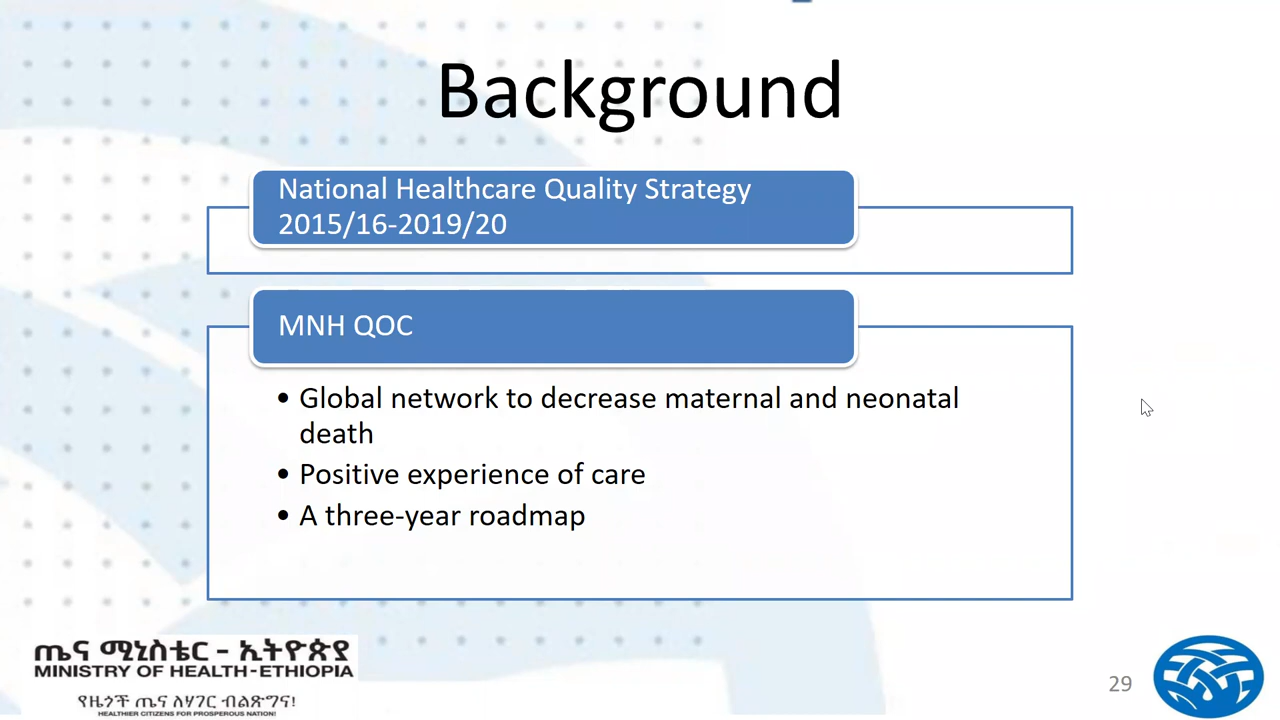 Background
National Healthcare Quality Strategy
2015/16-2019/20
MNH QOC
• Global network to decrease maternal and neonatal
death
• Positive experience of care
• A three-year roadmap
ጤና ሚኒስቴር - ኢትዮጵያ
MINISTRY OF HEALTH-ETHIOPIA
የዜጎች ጤና ለሃገር ብልጽግና!
HEALTHIER CITIZENS FOR PROSPEROUS NATION!
29